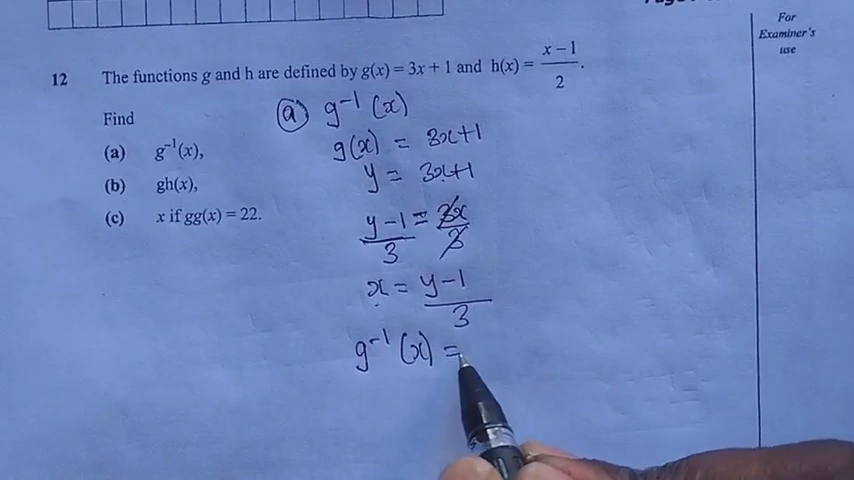 For
Examiner's
use
12 The functions g and h are defined by g(x) = 3x + 1 and h(x) = (x − 1)/2.
Find
(a) g⁻¹(x),
(b) gh(x),
(c) x if gg(x) = 22.
(a) g⁻¹(x)
g(x) = 3x+1
y = 3x+1
(y−1)/3 = 3x/3
x = (y−1)/3
g⁻¹(x) =